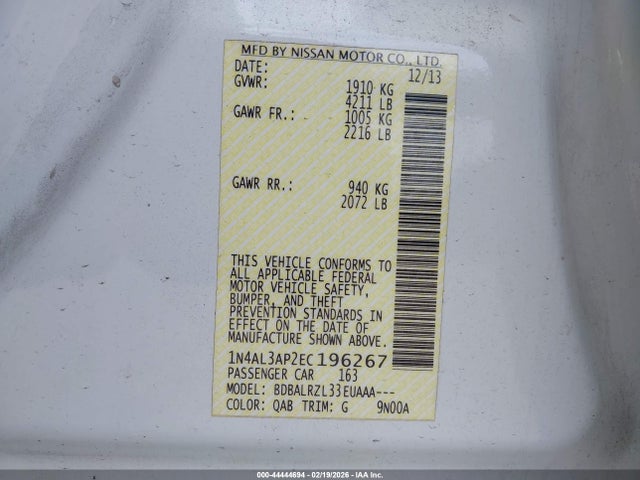 MFD BY NISSAN MOTOR CO., LTD.
DATE: 12/13
GVWR: 1910 KG
4211 LB
GAWR FR.: 1005 KG
2216 LB
GAWR RR.: 940 KG
2072 LB
THIS VEHICLE CONFORMS TO
ALL APPLICABLE FEDERAL
MOTOR VEHICLE SAFETY,
BUMPER, AND THEFT
PREVENTION STANDARDS IN
EFFECT ON THE DATE OF
MANUFACTURE SHOWN ABOVE.
1N4AL3AP2EC196267
PASSENGER CAR 163
MODEL: BDBALRZL33EUAAA---
COLOR: QAB TRIM: G 9N00A
000-44444694 - 02/19/2026 - IAAI.COM